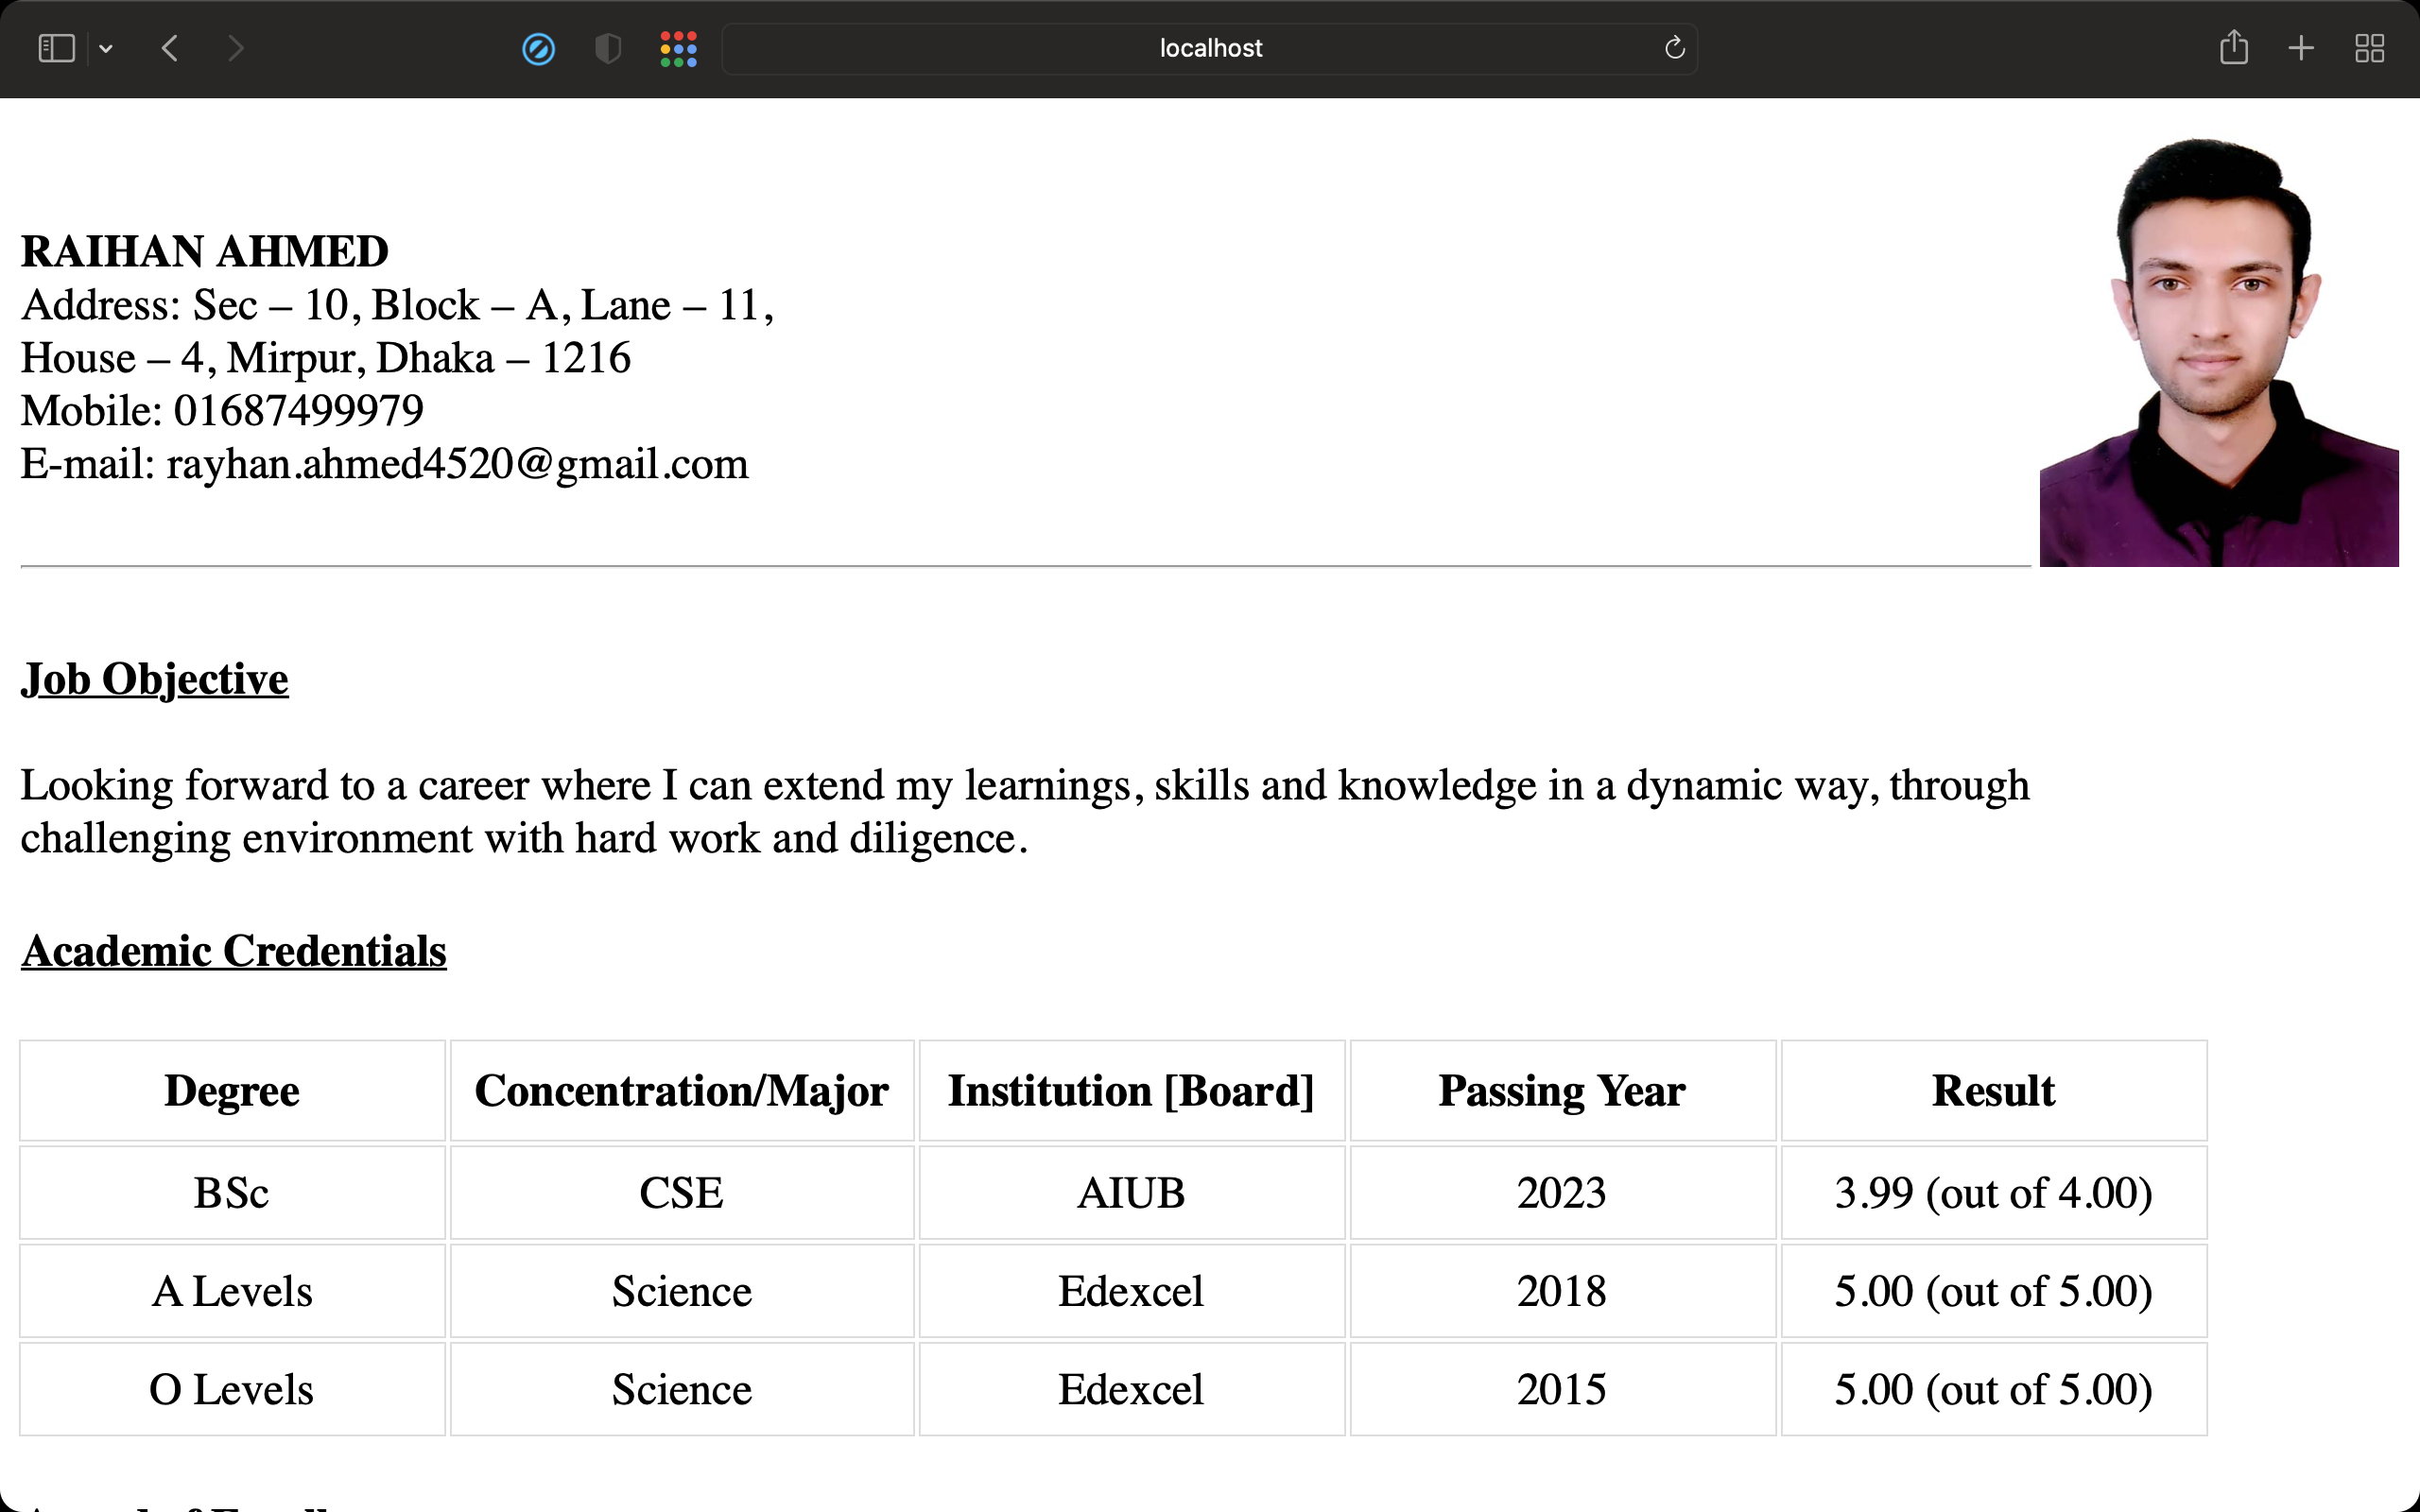 localhost
RAIHAN AHMED
Address: Sec – 10, Block – A, Lane – 11,
House – 4, Mirpur, Dhaka – 1216
Mobile: 01687499979
E-mail: rayhan.ahmed4520@gmail.com
Job Objective
Looking forward to a career where I can extend my learnings, skills and knowledge in a dynamic way, through
challenging environment with hard work and diligence.
Academic Credentials
Degree Concentration/Major Institution [Board] Passing Year Result
BSc CSE AIUB 2023 3.99 (out of 4.00)
A Levels Science Edexcel 2018 5.00 (out of 5.00)
O Levels Science Edexcel 2015 5.00 (out of 5.00)